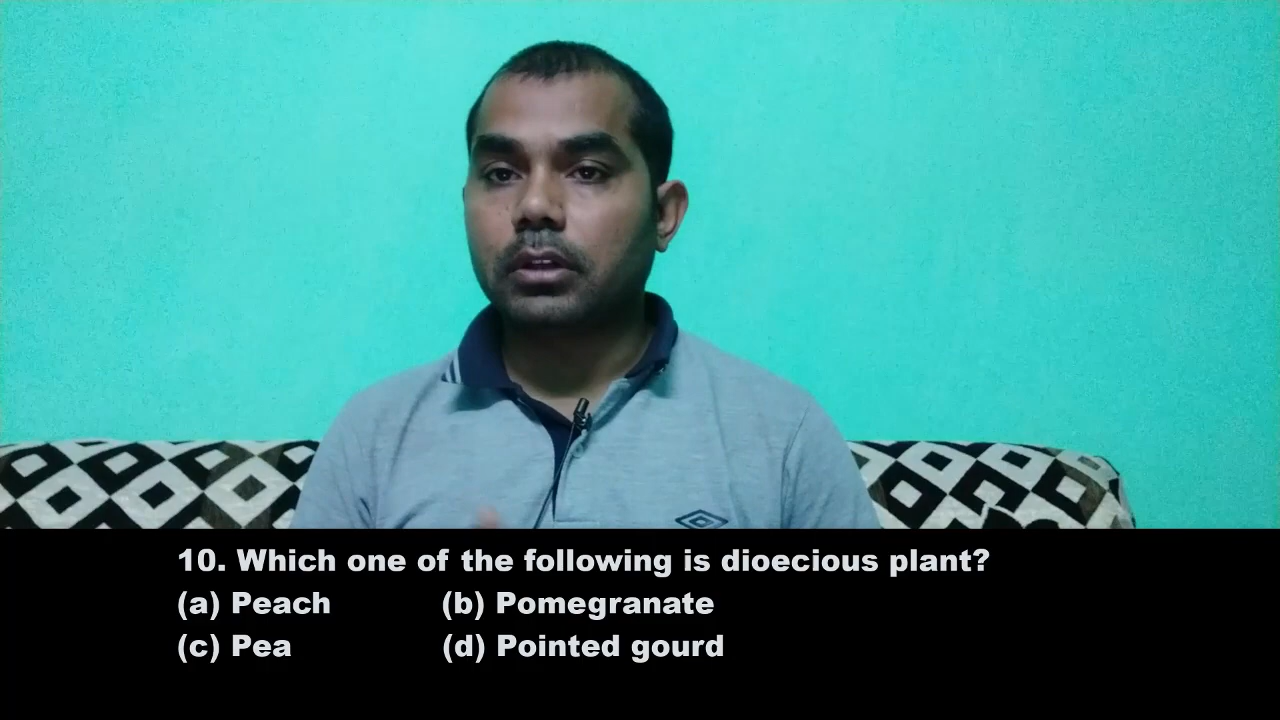 10. Which one of the following is dioecious plant?
(a) Peach (b) Pomegranate
(c) Pea (d) Pointed gourd